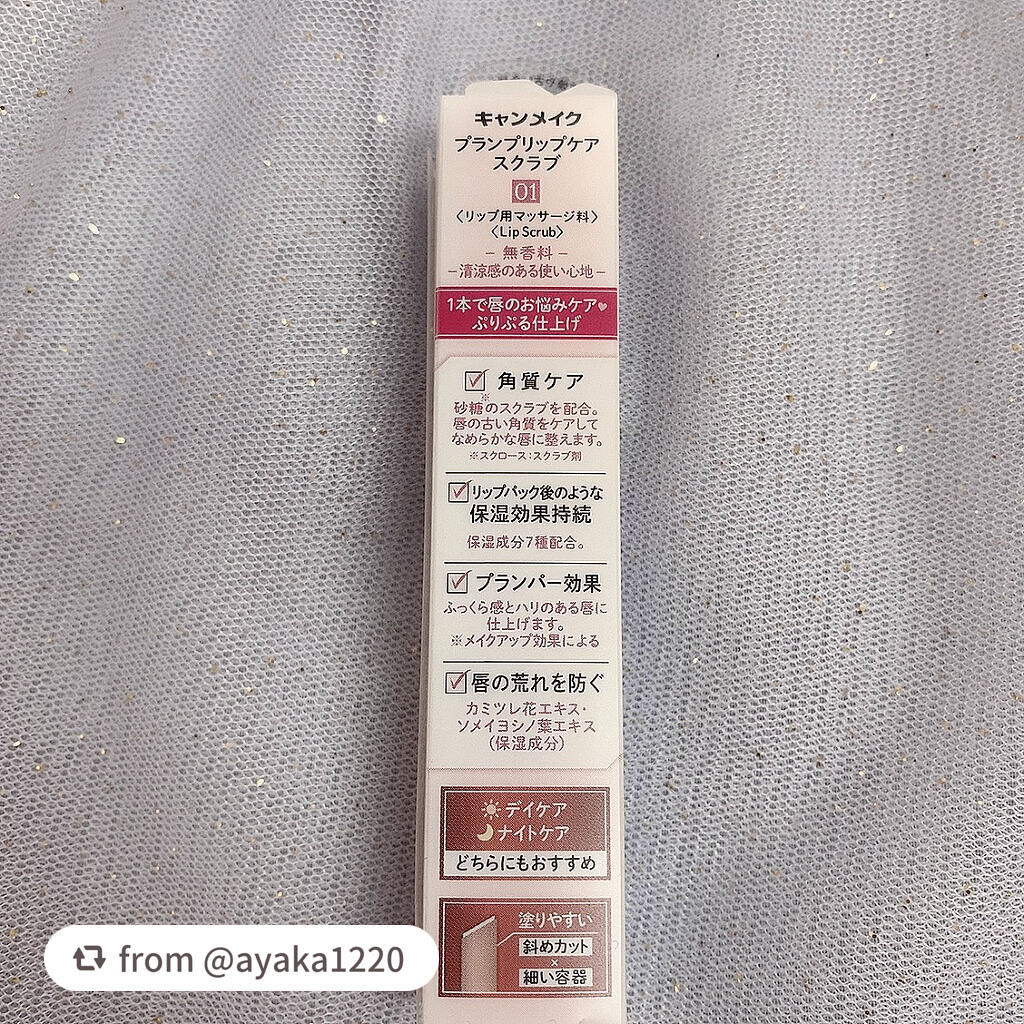 キャンメイク
プランプリップケア
スクラブ
01
〈リップ用マッサージ料〉
〈Lip Scrub〉
− 無香料 −
−清涼感のある使い心地−
1本で唇のお悩みケア♥
ぷりぷる仕上げ
角質ケア
※
砂糖のスクラブを配合。
唇の古い角質をケアして
なめらかな唇に整えます。
※スクロース：スクラブ剤
リップパック後のような
保湿効果持続
保湿成分7種配合。
プランパー効果
ふっくら感とハリのある唇に
仕上げます。
※メイクアップ効果による
唇の荒れを防ぐ
カミツレ花エキス・
ソメイヨシノ葉エキス
（保湿成分）
デイケア
ナイトケア
どちらにもおすすめ
塗りやすい
斜めカット
×
細い容器
from @ayaka1220